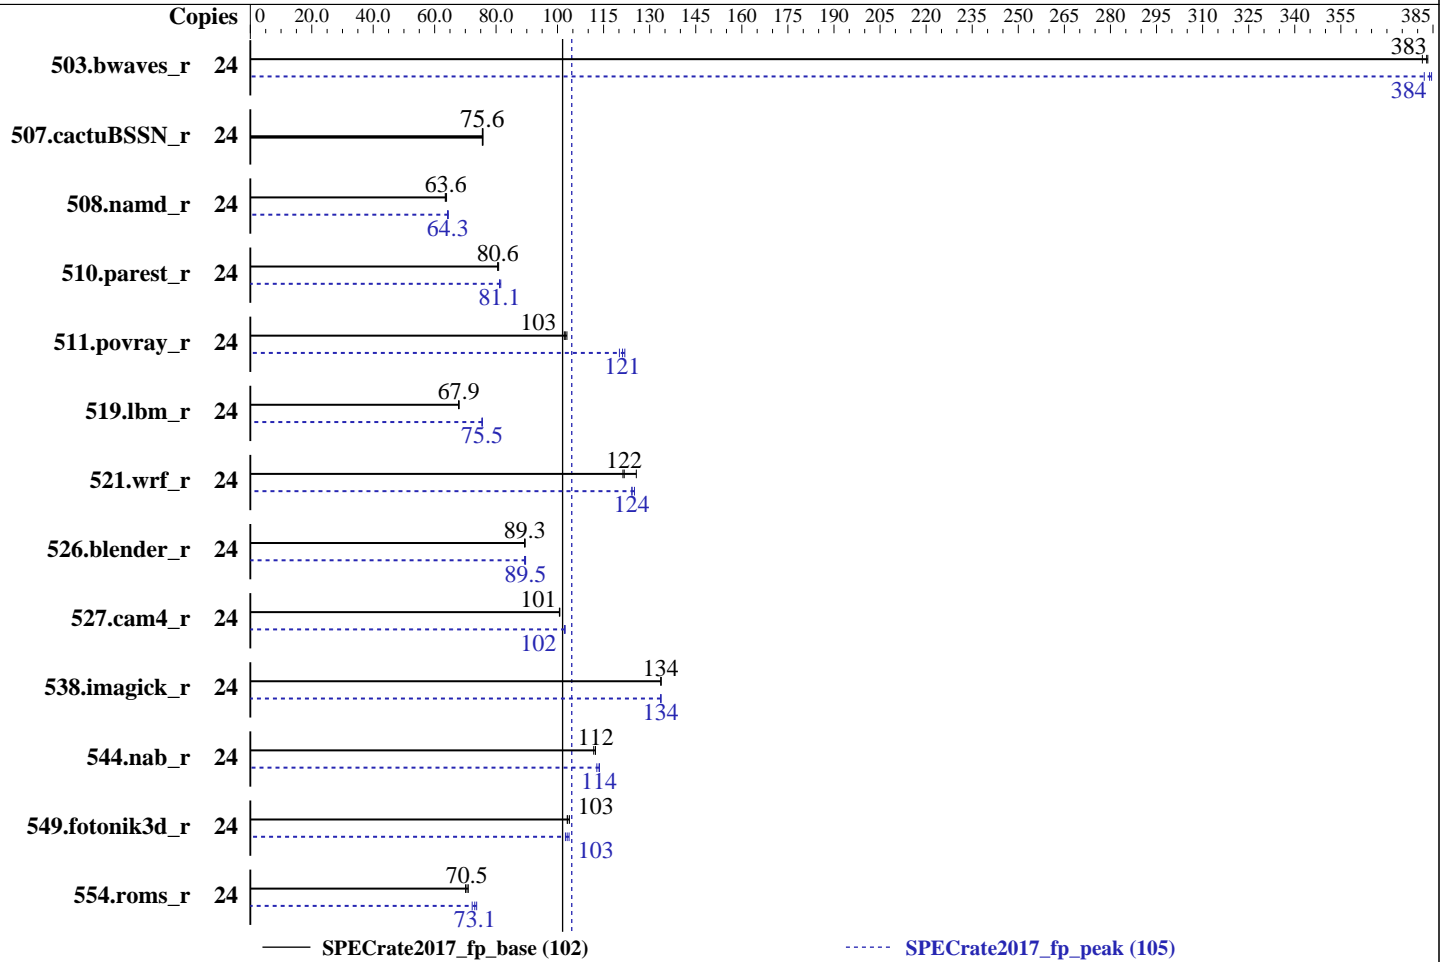 Copies 0 20.0 40.0 60.0 80.0 100 115 130 145 160 175 190 205 220 235 250 265 280 295 310 325 340 355 385
503.bwaves_r 24 383
384
507.cactuBSSN_r 24 75.6
508.namd_r 24 63.6
64.3
510.parest_r 24 80.6
81.1
511.povray_r 24 103
121
519.lbm_r 24 67.9
75.5
521.wrf_r 24 122
124
526.blender_r 24 89.3
89.5
527.cam4_r 24 101
102
538.imagick_r 24 134
134
544.nab_r 24 112
114
549.fotonik3d_r 24 103
103
554.roms_r 24 70.5
73.1
SPECrate2017_fp_base (102) SPECrate2017_fp_peak (105)